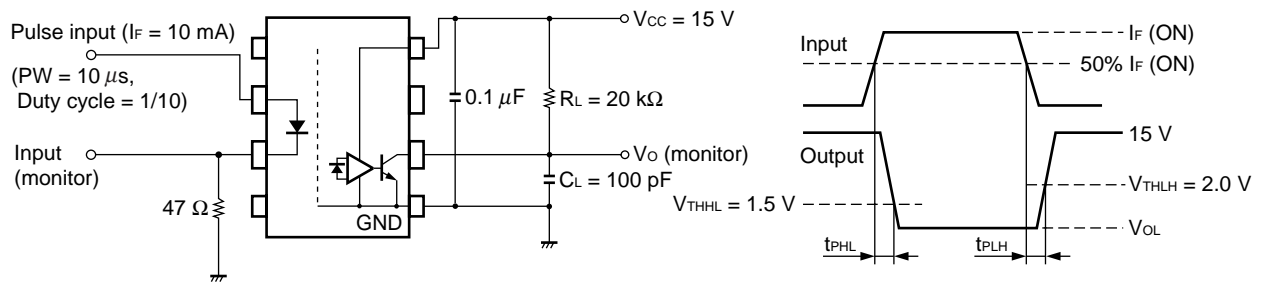 Pulse input (IF = 10 mA)
(PW = 10 μs,
Duty cycle = 1/10)
Input
(monitor)
47 Ω
GND
VCC = 15 V
0.1 μF
RL = 20 kΩ
VO (monitor)
CL = 100 pF
Input
IF (ON)
50% IF (ON)
Output
15 V
VTHHL = 1.5 V
VTHLH = 2.0 V
VOL
tPHL
tPLH